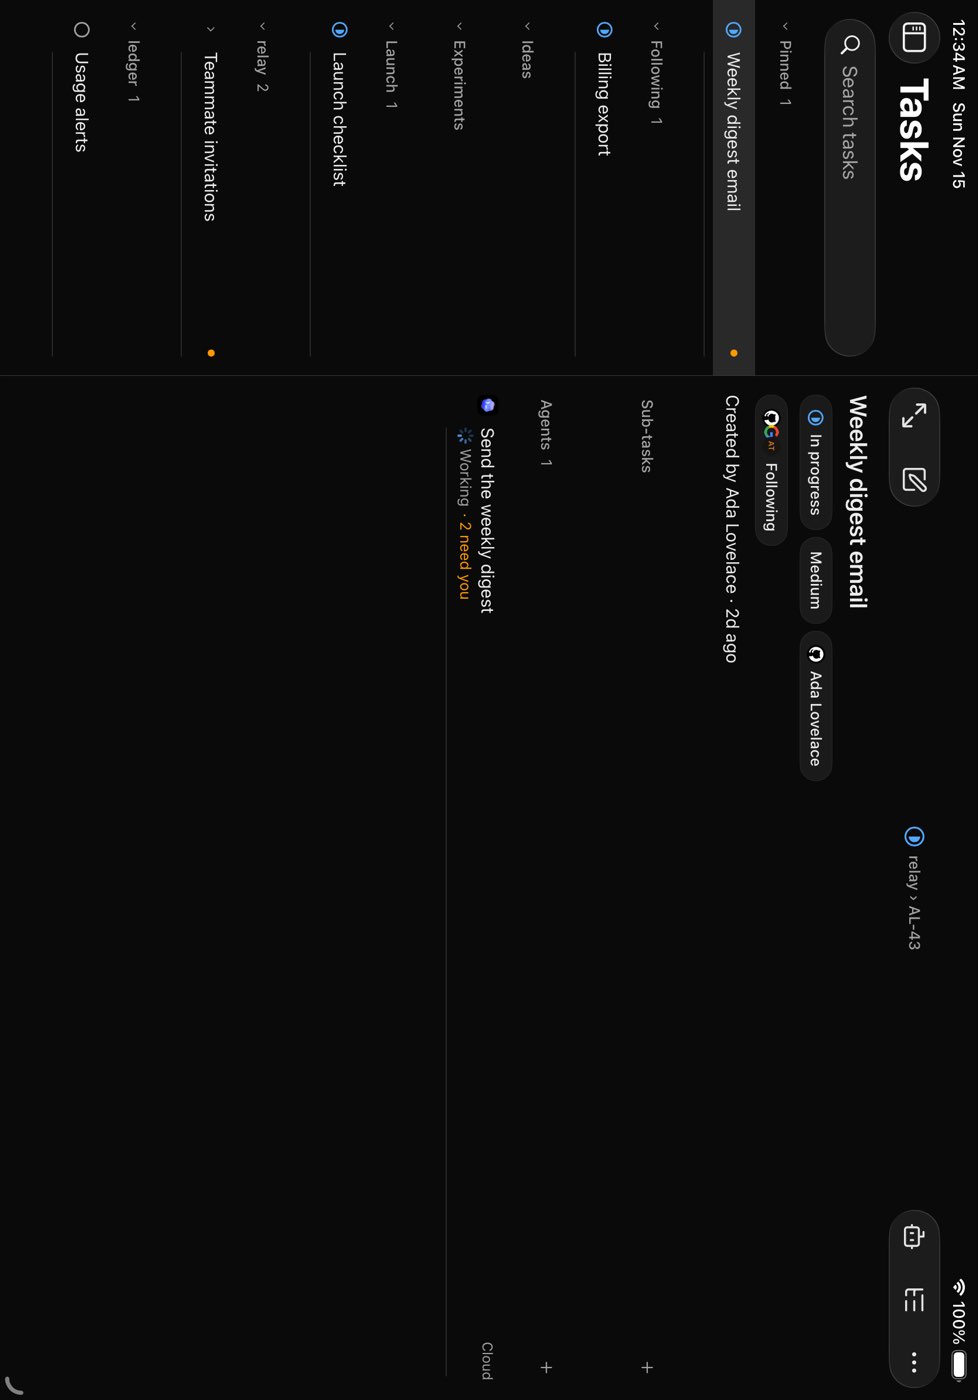 12:34 AM Sun Nov 15
100%
Tasks
Search tasks
Pinned 1
Weekly digest email
Following 1
Billing export
Ideas
Experiments
Launch 1
Launch checklist
relay 2
Teammate invitations
ledger 1
Usage alerts
relay › AL-43
Weekly digest email
In progress Medium Ada Lovelace
AT Following
Created by Ada Lovelace · 2d ago
Sub-tasks
Agents 1
Send the weekly digest Cloud
Working · 2 need you